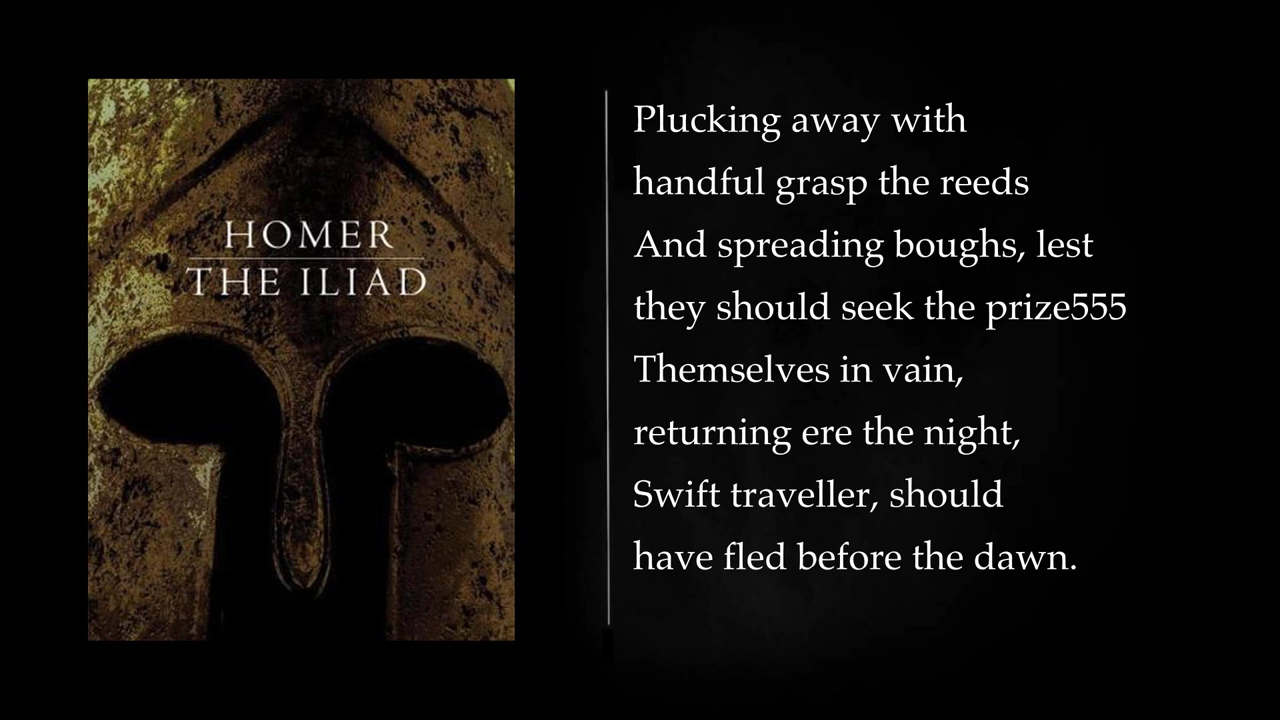 HOMER
THE ILIAD
Plucking away with
handful grasp the reeds
And spreading boughs, lest
they should seek the prize555
Themselves in vain,
returning ere the night,
Swift traveller, should
have fled before the dawn.